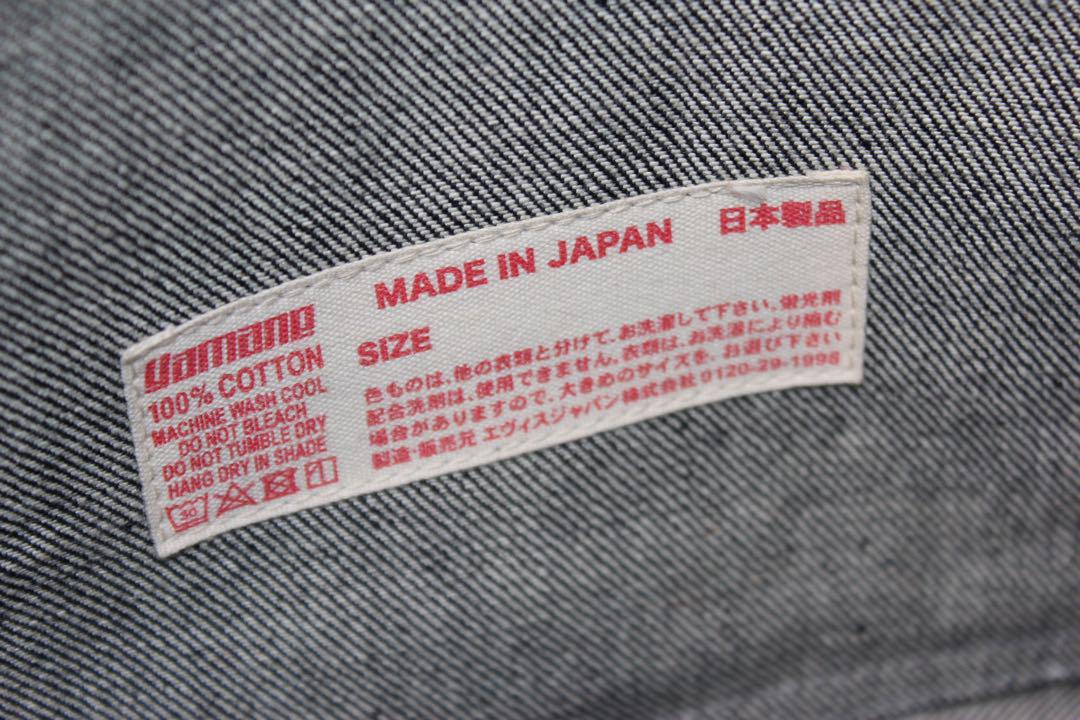 yamano
100% COTTON
MACHINE WASH COOL
DO NOT BLEACH
DO NOT TUMBLE DRY
HANG DRY IN SHADE
30
MADE IN JAPAN 日本製品
SIZE
色ものは、他の衣類と分けて、お洗濯して下さい。蛍光剤
配合洗剤は、使用できません。衣類は、お洗濯により縮む
場合がありますので、大きめのサイズを、お選び下さい
製造・販売元 エヴィスジャパン株式会社 0120-29-1998